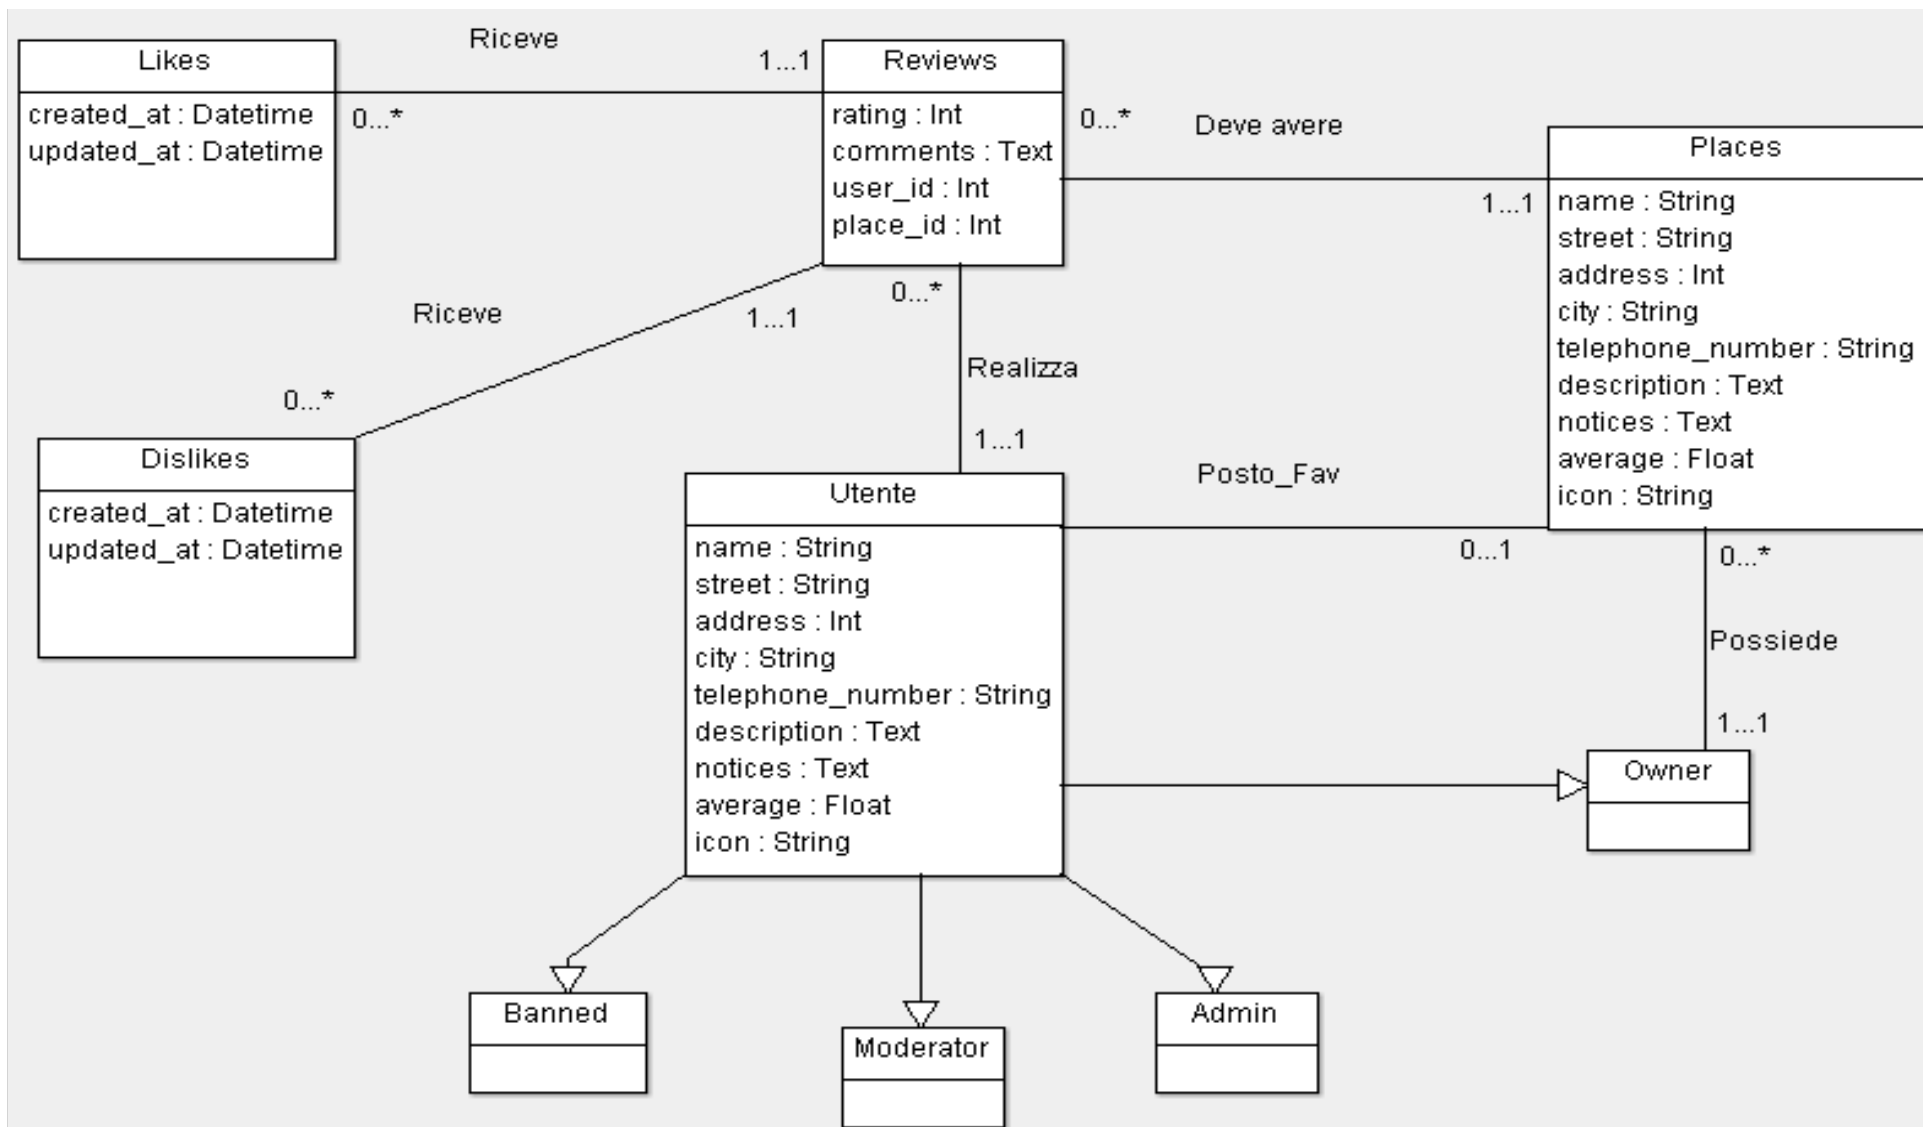 Likes
created_at : Datetime
updated_at : Datetime
Riceve
1...1
0...*
Reviews
rating : Int
comments : Text
user_id : Int
place_id : Int
0...*
Deve avere
1...1
Places
name : String
street : String
address : Int
city : String
telephone_number : String
description : Text
notices : Text
average : Float
icon : String
Riceve
1...1
0...*
Dislikes
created_at : Datetime
updated_at : Datetime
0...*
Realizza
1...1
Utente
name : String
street : String
address : Int
city : String
telephone_number : String
description : Text
notices : Text
average : Float
icon : String
Posto_Fav
0...1
0...*
Possiede
1...1
Owner
Banned
Moderator
Admin